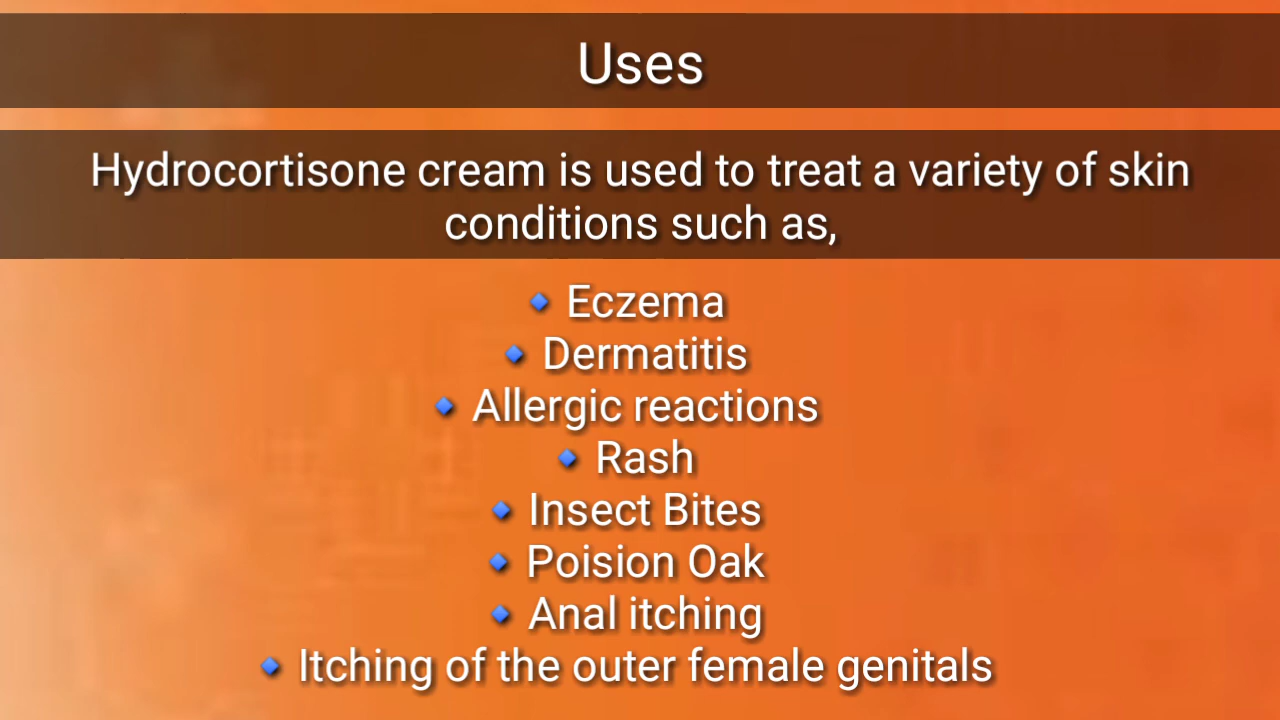 Uses
Hydrocortisone cream is used to treat a variety of skin
conditions such as,
Eczema
Dermatitis
Allergic reactions
Rash
Insect Bites
Poision Oak
Anal itching
Itching of the outer female genitals